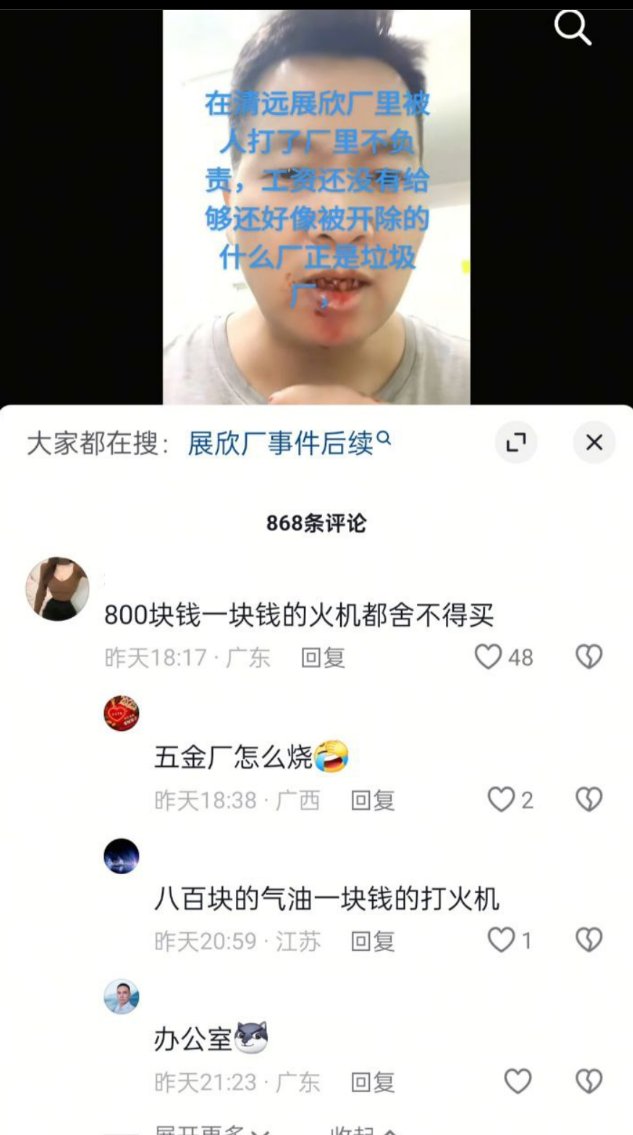 在清远展欣厂里被
人打了厂里不负
责，工资还没有给
够还好像被开除的
什么厂正是垃圾
厂，
大家都在搜：展欣厂事件后续
868条评论
800块钱一块钱的火机都舍不得买
昨天18:17 · 广东 回复 48
五金厂怎么烧
昨天18:38 · 广西 回复 2
八百块的气油一块钱的打火机
昨天20:59 · 江苏 回复 1
办公室
昨天21:23 · 广东 回复
展开更多 收起